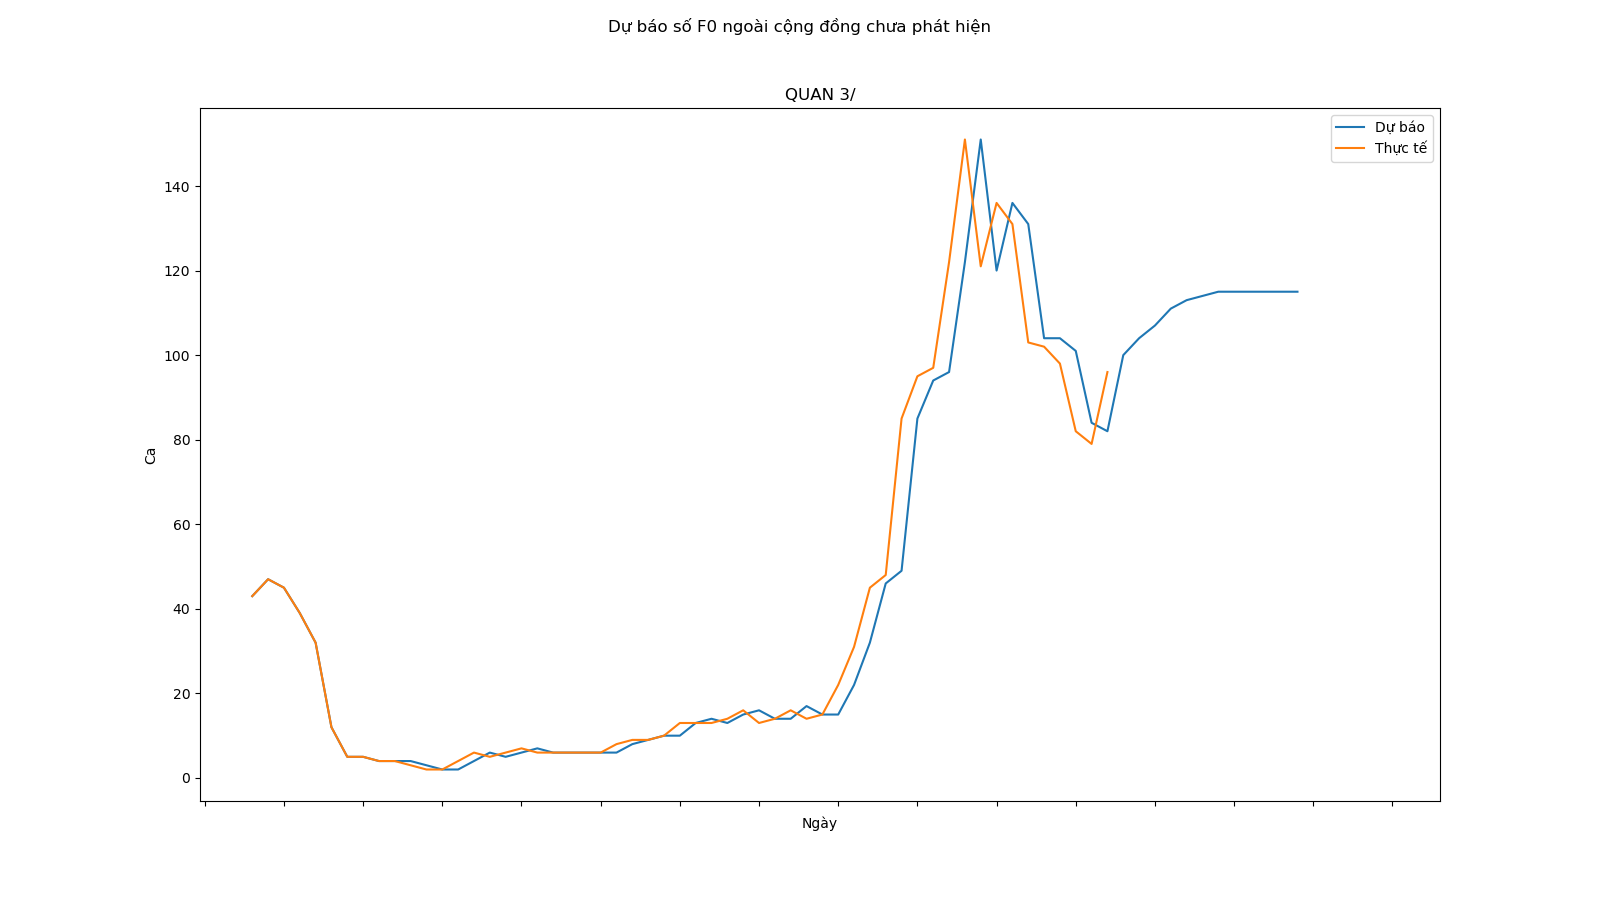 Dự báo số F0 ngoài cộng đồng chưa phát hiện
QUAN 3/
Dự báo
Thực tế
140
120
100
80
60
40
20
0
Ca
Ngày